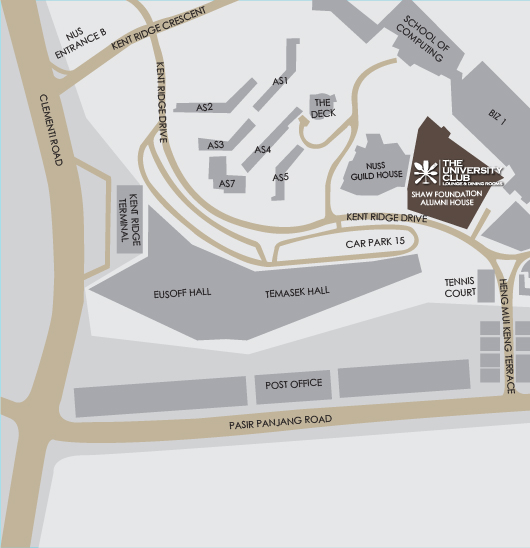 NUS
ENTRANCE B
KENT RIDGE CRESCENT
SCHOOL OF
COMPUTING
CLEMENTI ROAD
KENT RIDGE DRIVE
AS1
AS2
THE
DECK
BIZ 1
AS3
AS4
AS7
AS5
NUSS
GUILD HOUSE
THE
UNIVERSITY
CLUB
LOUNGE & DINING ROOMS
SHAW FOUNDATION
ALUMNI HOUSE
KENT RIDGE
TERMINAL
KENT RIDGE DRIVE
CAR PARK 15
EUSOFF HALL
TEMASEK HALL
TENNIS
COURT
HENG MUI KENG TERRACE
POST OFFICE
PASIR PANJANG ROAD